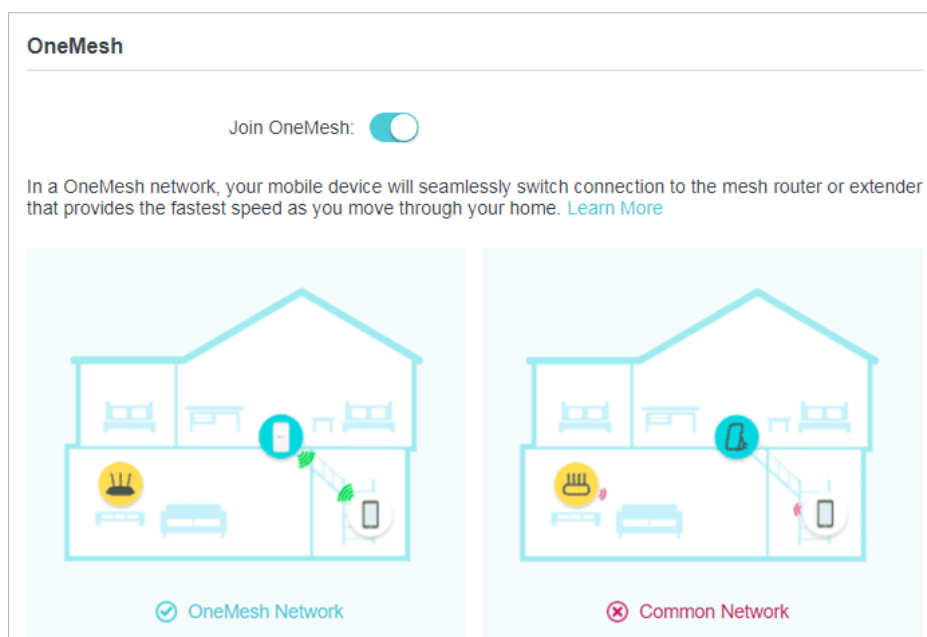 OneMesh
Join OneMesh:
In a OneMesh network, your mobile device will seamlessly switch connection to the mesh router or extender
that provides the fastest speed as you move through your home. Learn More
OneMesh Network
Common Network